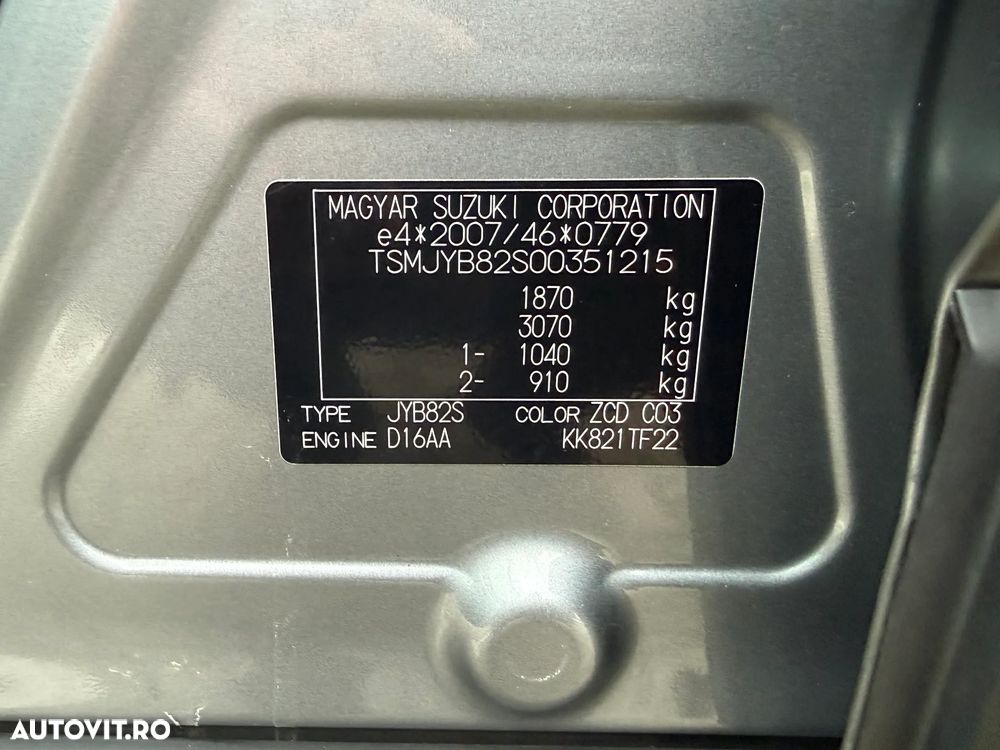 MAGYAR SUZUKI CORPORATION
e4*2007/46*0779
TSMJYB82S00351215
1870 kg
3070 kg
1- 1040 kg
2- 910 kg
TYPE JYB82S COLOR ZCD C03
ENGINE D16AA KK821TF22
AUTOVIT.RO